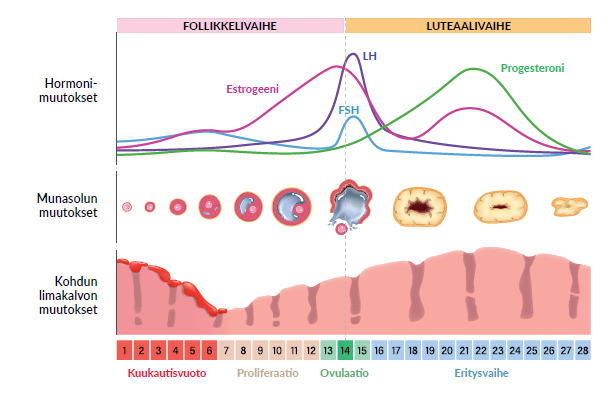 FOLLIKKELIVAIHE LUTEAALIVAIHE
Hormoni-
muutokset
Estrogeeni
LH
FSH
Progesteroni
Munasolun
muutokset
Kohdun
limakalvon
muutokset
1 2 3 4 5 6 7 8 9 10 11 12 13 14 15 16 17 18 19 20 21 22 23 24 25 26 27 28
Kuukautisvuoto Proliferaatio Ovulaatio Eritysvaihe